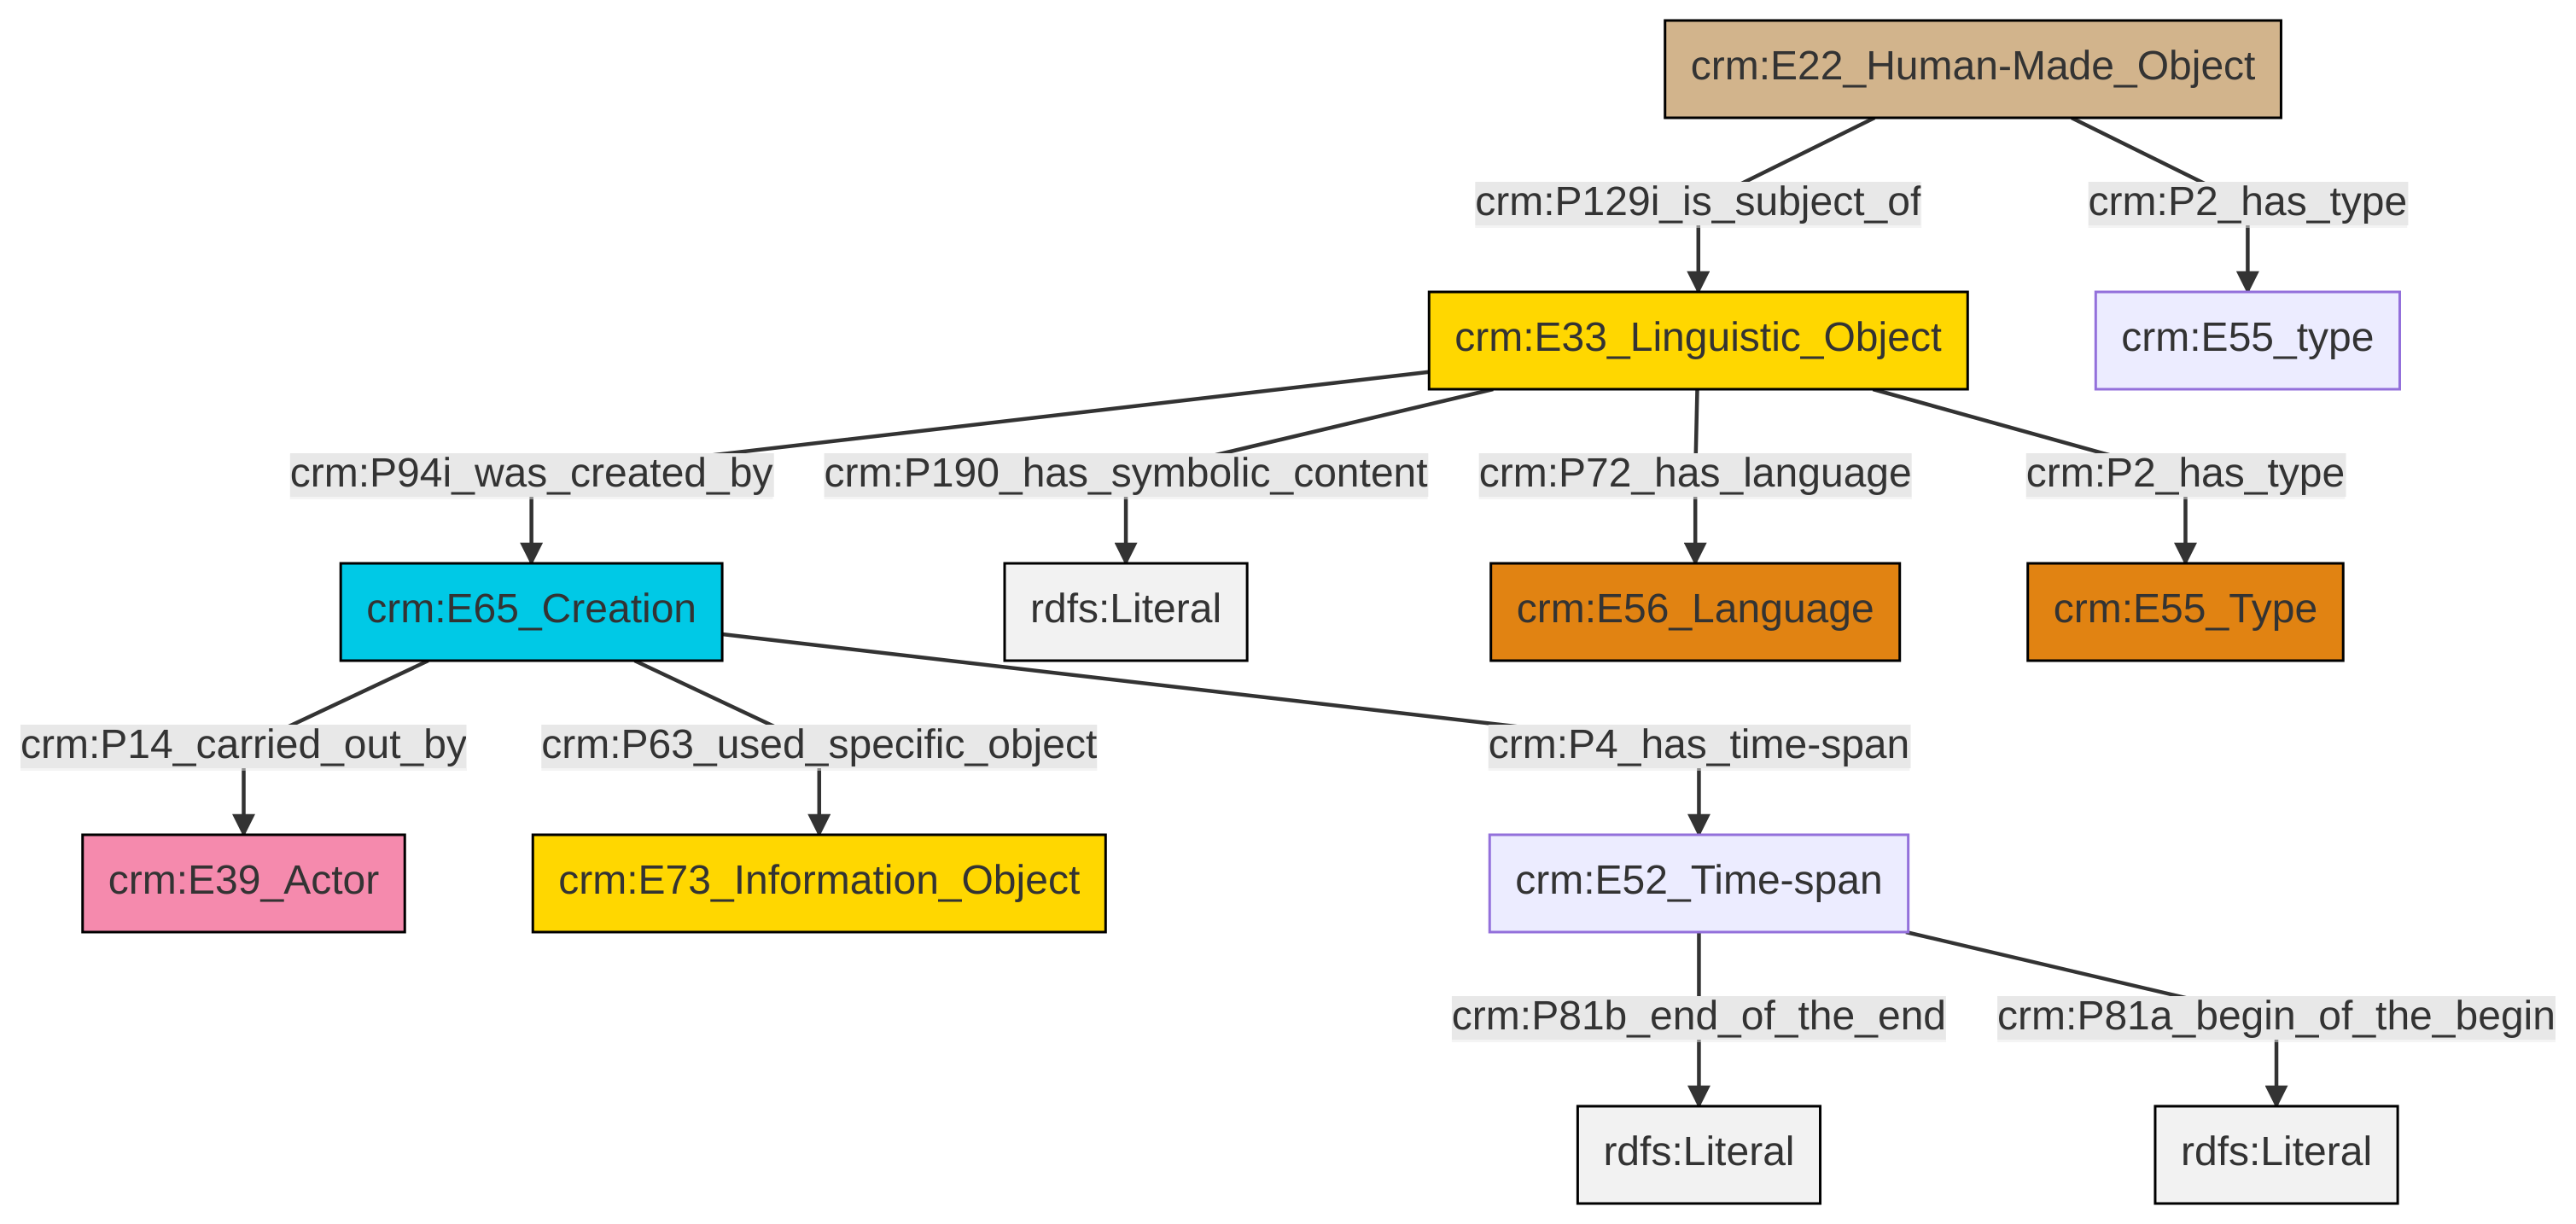 crm:E22_Human-Made_Object
crm:P129i_is_subject_of
crm:P2_has_type
crm:E33_Linguistic_Object
crm:E55_type
crm:P94i_was_created_by
crm:P190_has_symbolic_content
crm:P72_has_language
crm:P2_has_type
crm:E65_Creation
rdfs:Literal
crm:E56_Language
crm:E55_Type
crm:P14_carried_out_by
crm:P63_used_specific_object
crm:P4_has_time-span
crm:E39_Actor
crm:E73_Information_Object
crm:E52_Time-span
crm:P81b_end_of_the_end
crm:P81a_begin_of_the_begin
rdfs:Literal
rdfs:Literal